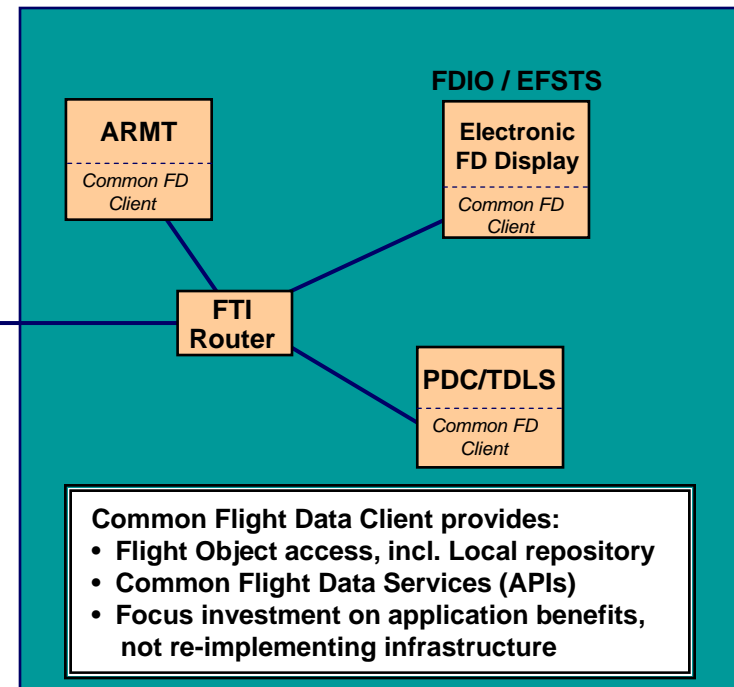 FDIO / EFSTS
ARMT
Common FD
Client
Electronic
FD Display
Common FD
Client
FTI
Router
PDC/TDLS
Common FD
Client
Common Flight Data Client provides:
• Flight Object access, incl. Local repository
• Common Flight Data Services (APIs)
• Focus investment on application benefits,
not re-implementing infrastructure